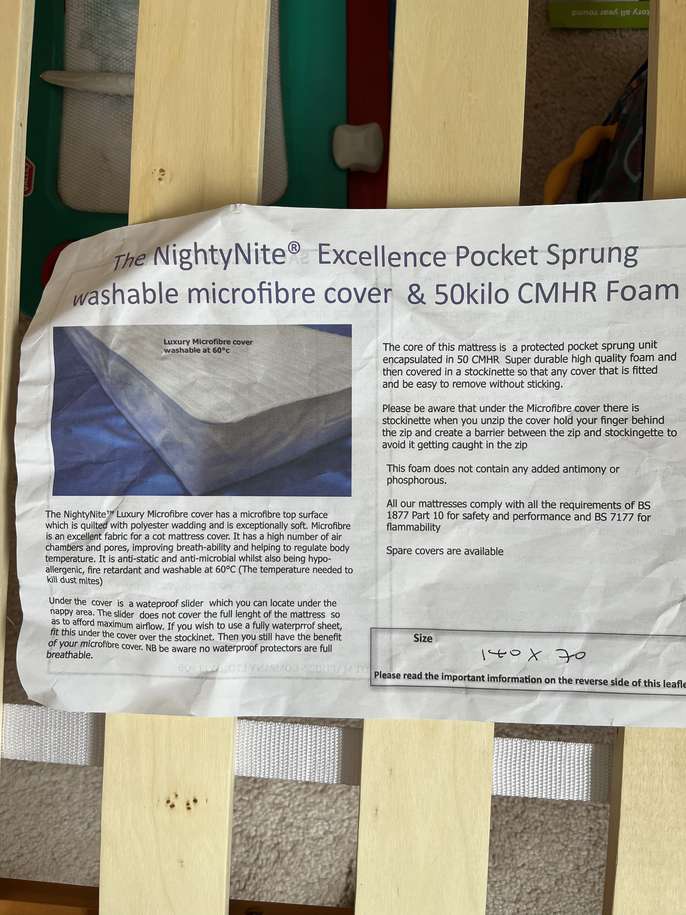 ory all year round
The NightyNite® Excellence Pocket Sprung
washable microfibre cover & 50kilo CMHR Foam
Luxury Microfibre cover
washable at 60°c
The NightyNite™ Luxury Microfibre cover has a microfibre top surface
which is quilted with polyester wadding and is exceptionally soft. Microfibre
is an excellent fabric for a cot mattress cover. It has a high number of air
chambers and pores, improving breath-ability and helping to regulate body
temperature. It is anti-static and anti-microbial whilst also being hypo-
allergenic, fire retardant and washable at 60°C (The temperature needed to
kill dust mites)
Under the cover is a wateproof slider which you can locate under the
nappy area. The slider does not cover the full lenght of the mattress so
as to afford maximum airflow. If you wish to use a fully waterproof sheet,
fit this under the cover over the stockinet. Then you still have the benefit
of your microfibre cover. NB be aware no waterproof protectors are full
breathable.
The core of this mattress is a protected pocket sprung unit
encapsulated in 50 CMHR Super durable high quality foam and
then covered in a stockinette so that any cover that is fitted
and be easy to remove without sticking.
Please be aware that under the Microfibre cover there is
stockinette when you unzip the cover hold your finger behind
the zip and create a barrier between the zip and stockingette to
avoid it getting caught in the zip
This foam does not contain any added antimony or
phosphorous.
All our mattresses comply with all the requirements of BS
1877 Part 10 for safety and performance and BS 7177 for
flammability
Spare covers are available
Size
140 X 70
Please read the important imformation on the reverse side of this leafle